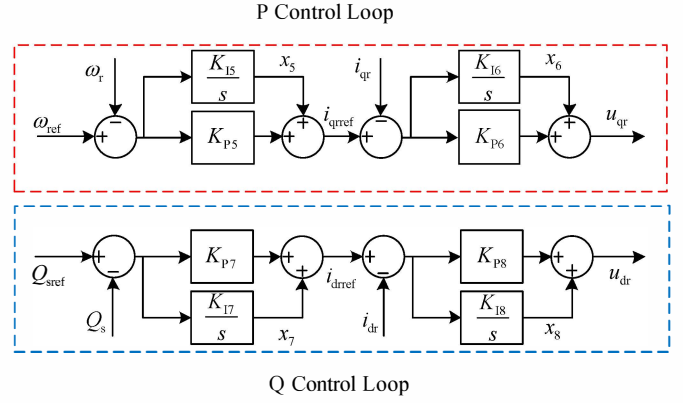 P Control Loop
ω_r
K_I5
s
x_5
i_qr
K_I6
s
x_6
ω_ref
−
+
K_P5
+
+
i_qrref
+
−
K_P6
+
+
u_qr
Q_sref
+
−
K_P7
+
+
i_drref
+
−
K_P8
+
+
u_dr
Q_s
K_I7
s
x_7
i_dr
K_I8
s
x_8
Q Control Loop